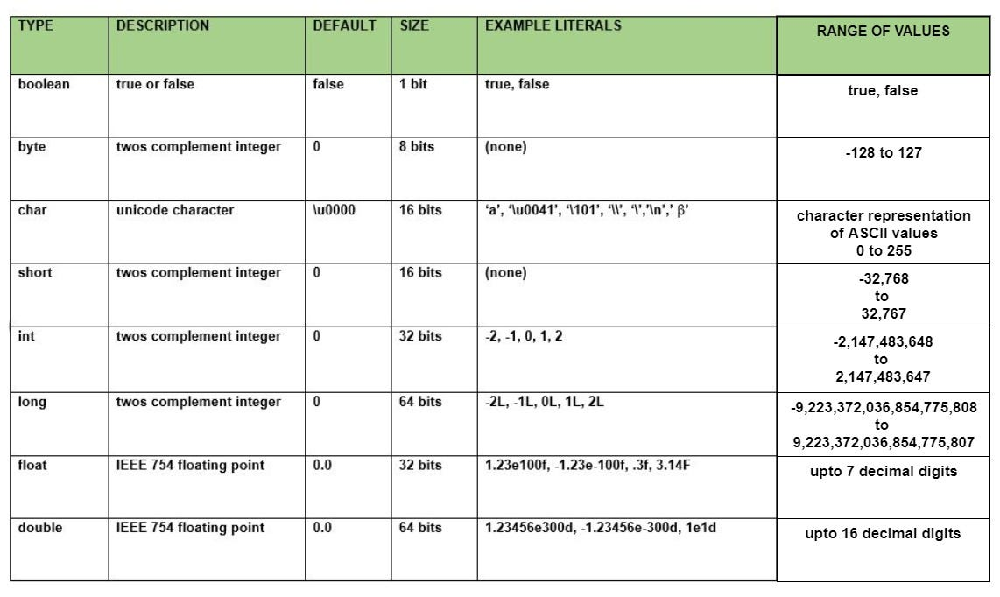 TYPE DESCRIPTION DEFAULT SIZE EXAMPLE LITERALS RANGE OF VALUES
boolean true or false false 1 bit true, false true, false
byte twos complement integer 0 8 bits (none) -128 to 127
char unicode character \u0000 16 bits ‘a’, ‘\u0041’, ‘\101’, ‘\\’, ‘\’,’\n’,’ β’ character representation
of ASCII values
0 to 255
short twos complement integer 0 16 bits (none) -32,768
to
32,767
int twos complement integer 0 32 bits -2, -1, 0, 1, 2 -2,147,483,648
to
2,147,483,647
long twos complement integer 0 64 bits -2L, -1L, 0L, 1L, 2L -9,223,372,036,854,775,808
to
9,223,372,036,854,775,807
float IEEE 754 floating point 0.0 32 bits 1.23e100f, -1.23e-100f, .3f, 3.14F upto 7 decimal digits
double IEEE 754 floating point 0.0 64 bits 1.23456e300d, -1.23456e-300d, 1e1d upto 16 decimal digits